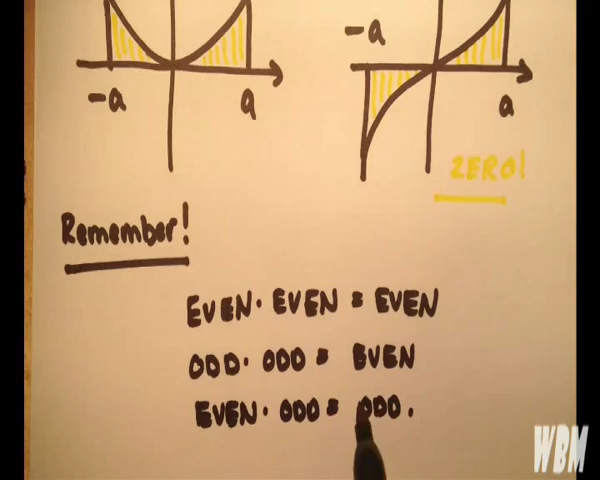 -a
-a a
a
ZERO!
Remember!
EVEN · EVEN = EVEN
ODD · ODD = EVEN
EVEN · ODD = ODD.
WBM